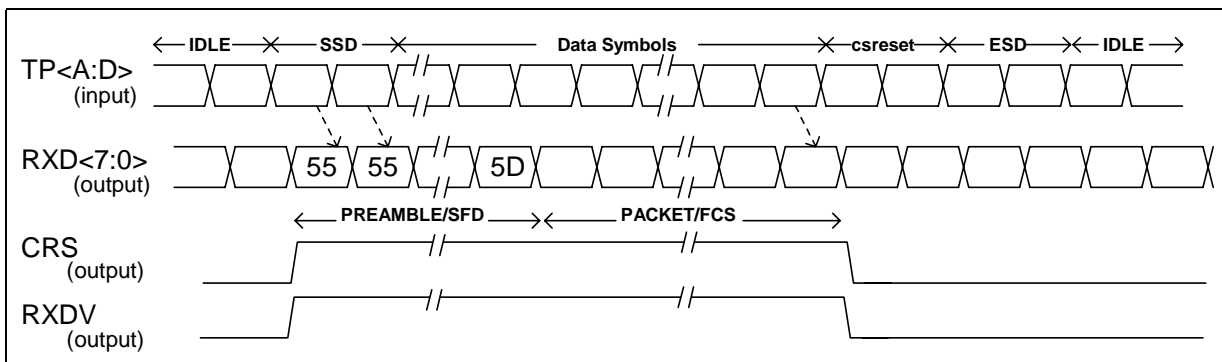 IDLE SSD Data Symbols csreset ESD IDLE
TP<A:D>
(input)
RXD<7:0>
(output)
55 55 5D
PREAMBLE/SFD PACKET/FCS
CRS
(output)
RXDV
(output)